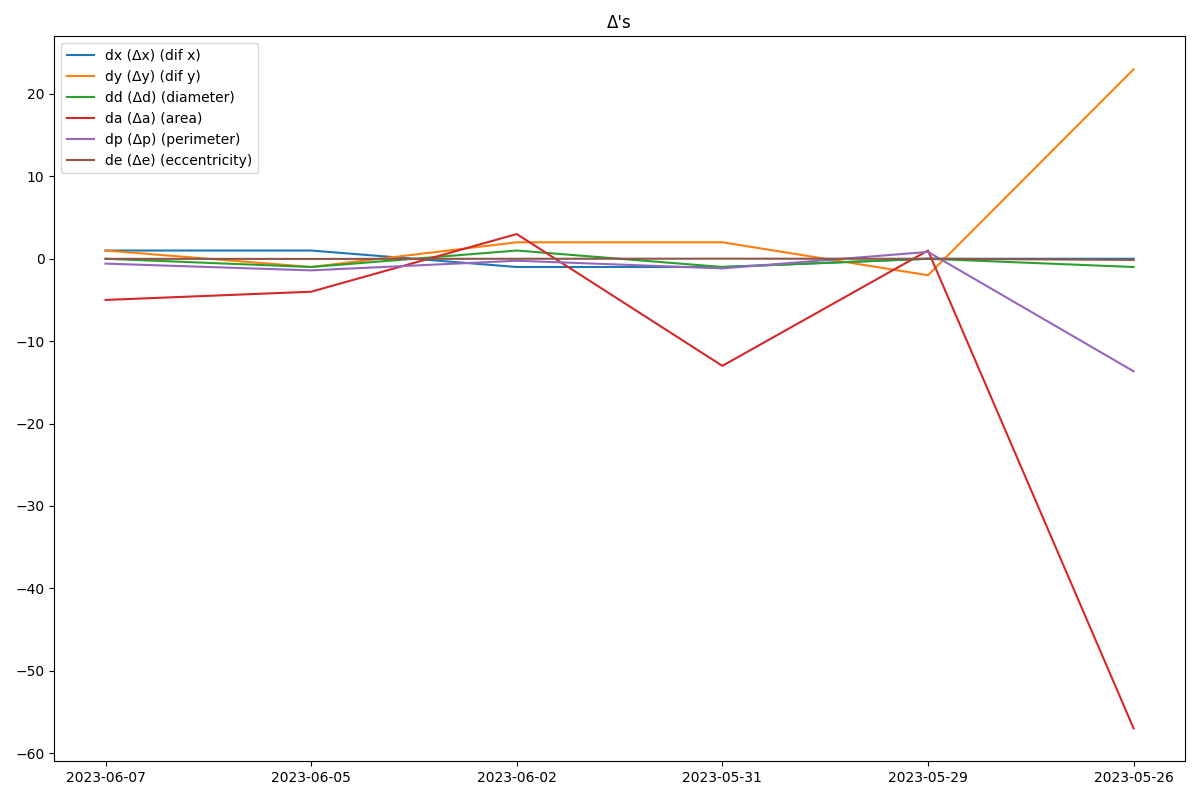 Δ's
dx (Δx) (dif x)
dy (Δy) (dif y)
dd (Δd) (diameter)
da (Δa) (area)
dp (Δp) (perimeter)
de (Δe) (eccentricity)
20
10
0
−10
−20
−30
−40
−50
−60
2023-06-07 2023-06-05 2023-06-02 2023-05-31 2023-05-29 2023-05-26